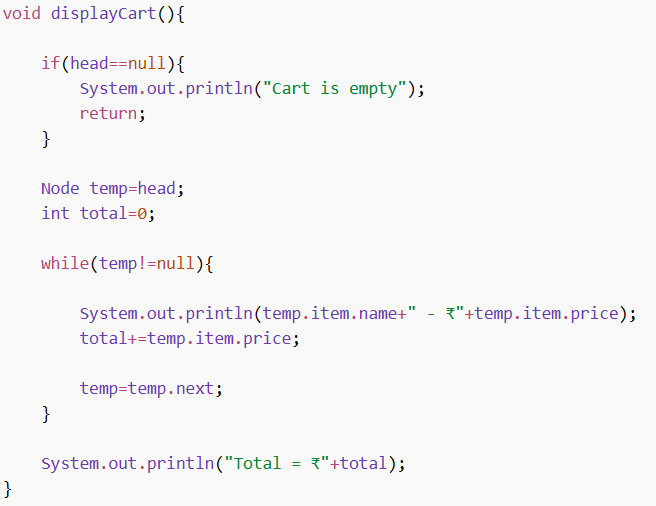 void displayCart(){
if(head==null){
System.out.println("Cart is empty");
return;
}
Node temp=head;
int total=0;
while(temp!=null){
System.out.println(temp.item.name+" - ₹"+temp.item.price);
total+=temp.item.price;
temp=temp.next;
}
System.out.println("Total = ₹"+total);
}